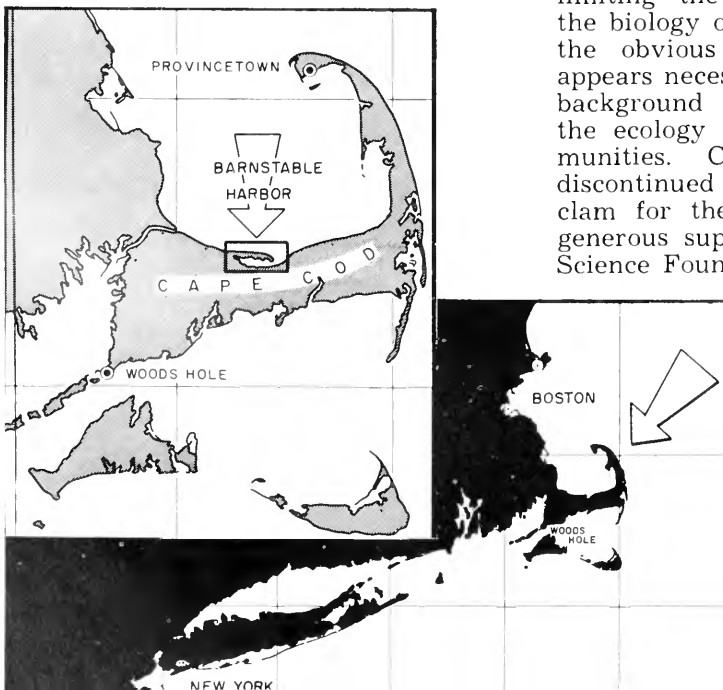 limiting the
the biology o
the obvious
appears neces
background
the ecology
munities. C
discontinued
clam for the
generous sup
Science Foun
PROVINCETOWN
BARNSTABLE
HARBOR
CAPE COD
WOODS HOLE
BOSTON
WOODS
HOLE
NEW YORK